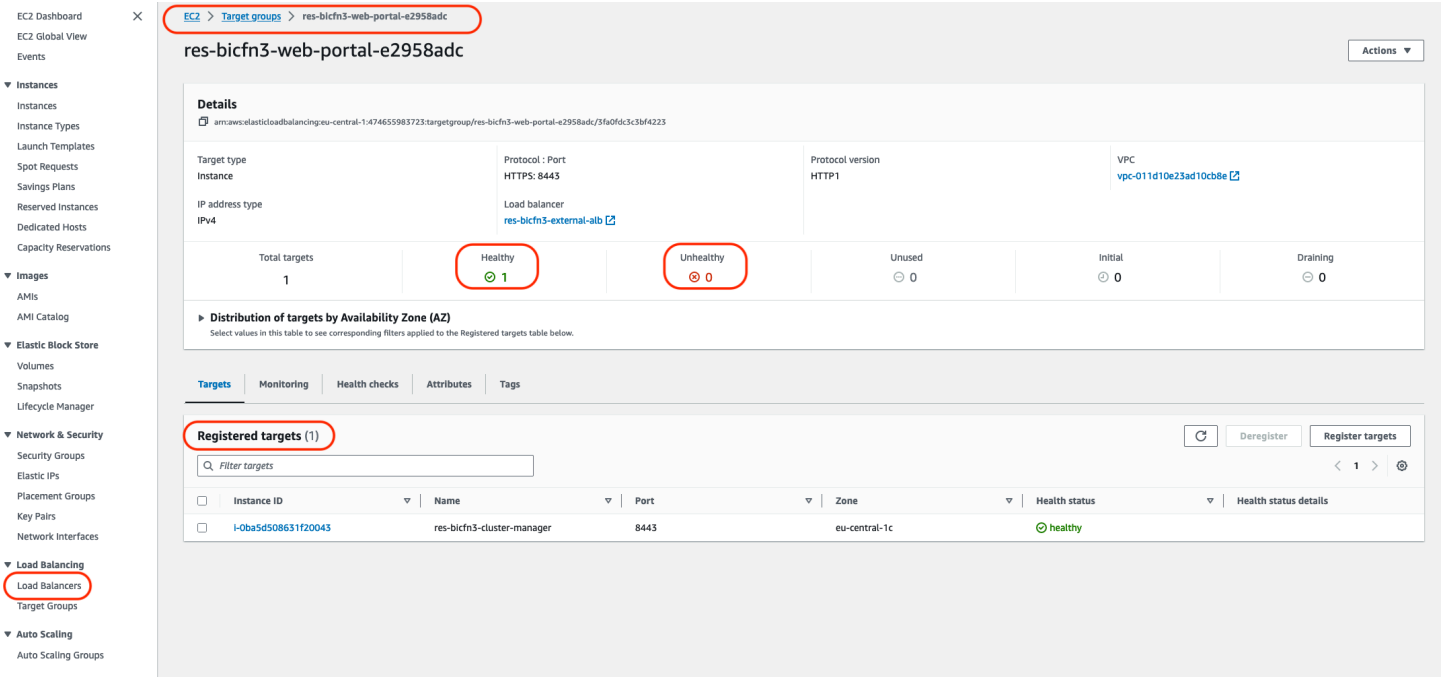 EC2 Dashboard
EC2 Global View
Events
Instances
Instances
Instance Types
Launch Templates
Spot Requests
Savings Plans
Reserved Instances
Dedicated Hosts
Capacity Reservations
Images
AMIs
AMI Catalog
Elastic Block Store
Volumes
Snapshots
Lifecycle Manager
Network & Security
Security Groups
Elastic IPs
Placement Groups
Key Pairs
Network Interfaces
Load Balancing
Load Balancers
Target Groups
Auto Scaling
Auto Scaling Groups
EC2 > Target groups > res-bicfn3-web-portal-e2958adc
res-bicfn3-web-portal-e2958adc
Actions
Details
arn:aws:elasticloadbalancing:eu-central-1:474655983723:targetgroup/res-bicfn3-web-portal-e2958adc/3fa0fdc3c3bf4223
Target type Protocol : Port Protocol version VPC
Instance HTTPS: 8443 HTTP1 vpc-011d10e23ad10cb8e
IP address type Load balancer
IPv4 res-bicfn3-external-alb
Total targets Healthy Unhealthy Unused Initial Draining
1 1 0 0 0 0
Distribution of targets by Availability Zone (AZ)
Select values in this table to see corresponding filters applied to the Registered targets table below.
Targets Monitoring Health checks Attributes Tags
Registered targets (1) Deregister Register targets
Filter targets 1
Instance ID Name Port Zone Health status Health status details
i-0ba5d508631f20043 res-bicfn3-cluster-manager 8443 eu-central-1c healthy